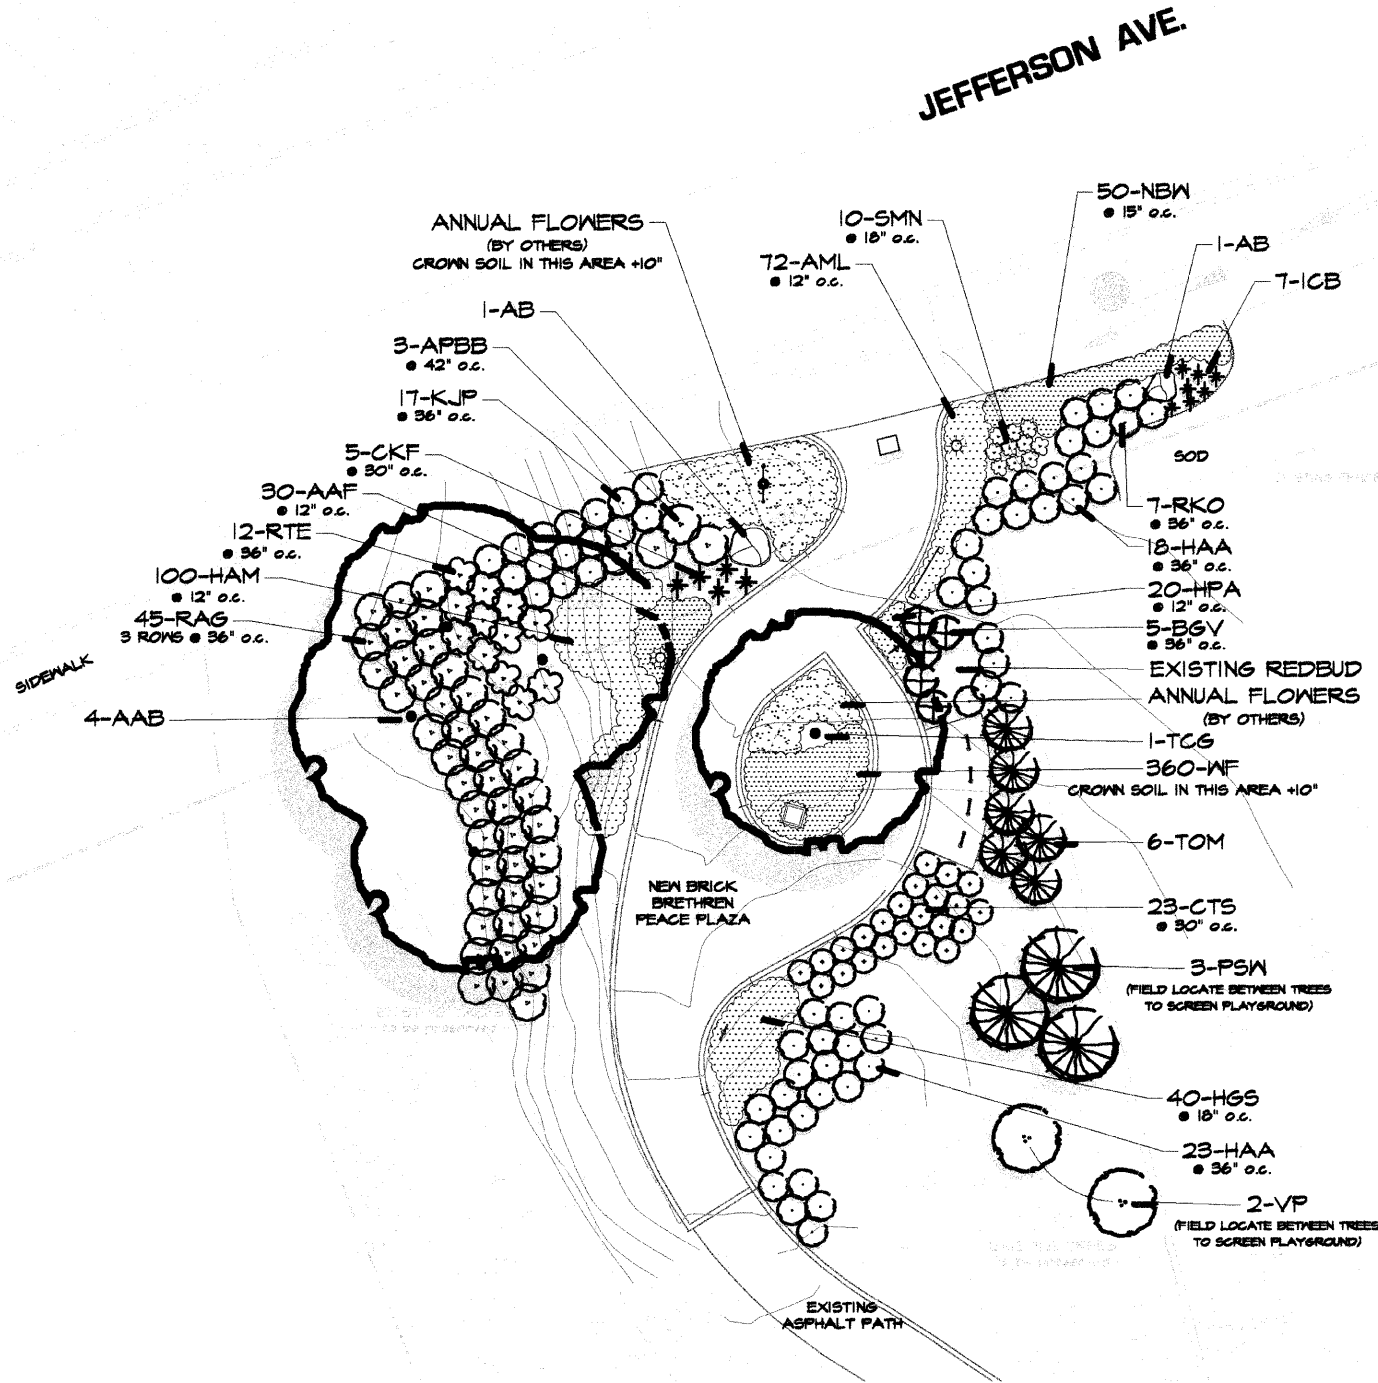 JEFFERSON AVE.
50-NBW
@ 15" o.c.
10-SMN
@ 18" o.c.
1-AB
72-AML
@ 12" o.c.
7-ICB
ANNUAL FLOWERS
(BY OTHERS)
CROWN SOIL IN THIS AREA +10"
1-AB
3-APBB
@ 42" o.c.
17-KJP
@ 36" o.c.
5-CKF
@ 30" o.c.
30-AAF
@ 12" o.c.
12-RTE
@ 36" o.c.
100-HAM
@ 12" o.c.
45-RAG
3 ROWS @ 36" o.c.
SIDEWALK
4-AAB
SOD
7-RKO
@ 36" o.c.
18-HAA
@ 36" o.c.
20-HPA
@ 12" o.c.
5-BGV
@ 36" o.c.
EXISTING REDBUD
ANNUAL FLOWERS
(BY OTHERS)
1-TCG
360-WF
CROWN SOIL IN THIS AREA +10"
6-TOM
23-CTS
@ 30" o.c.
3-PSW
(FIELD LOCATE BETWEEN TREES
TO SCREEN PLAYGROUND)
NEW BRICK
BRETHREN
PEACE PLAZA
40-HGS
@ 18" o.c.
23-HAA
@ 36" o.c.
2-VP
(FIELD LOCATE BETWEEN TREES
TO SCREEN PLAYGROUND)
EXISTING
ASPHALT PATH